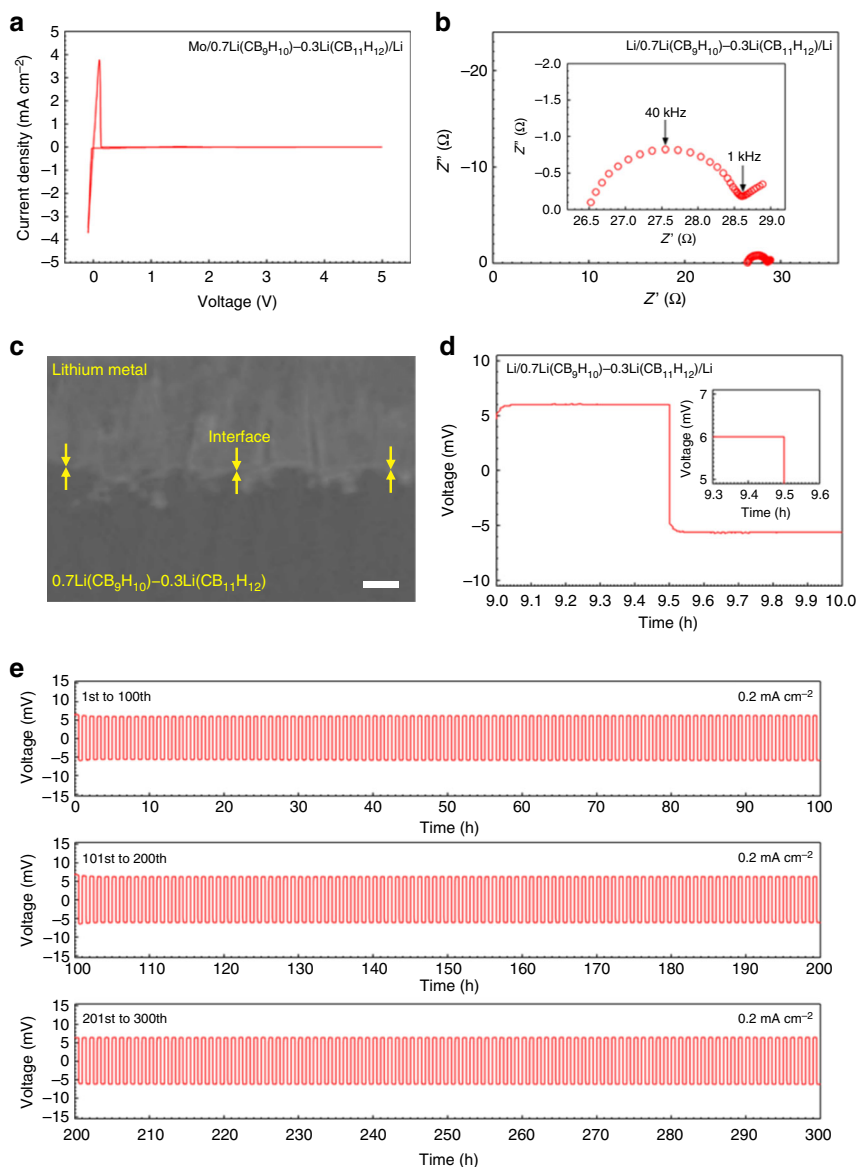 a
Mo/0.7Li(CB₉H₁₀)–0.3Li(CB₁₁H₁₂)/Li
Current density (mA cm⁻²)
5
4
3
2
1
0
−1
−2
−3
−4
−5
0 1 2 3 4 5
Voltage (V)
b
Li/0.7Li(CB₉H₁₀)–0.3Li(CB₁₁H₁₂)/Li
Z" (Ω)
−20
−10
0
0 10 20 30
Z' (Ω)
Z" (Ω)
−2.0
−1.5
−1.0
−0.5
0.0
40 kHz
1 kHz
26.5 27.0 27.5 28.0 28.5 29.0
Z' (Ω)
c
Lithium metal
Interface
0.7Li(CB₉H₁₀)–0.3Li(CB₁₁H₁₂)
d
Li/0.7Li(CB₉H₁₀)–0.3Li(CB₁₁H₁₂)/Li
Voltage (mV)
10
5
0
−5
−10
9.0 9.1 9.2 9.3 9.4 9.5 9.6 9.7 9.8 9.9 10.0
Time (h)
Voltage (mV)
7
6
5
9.3 9.4 9.5 9.6
Time (h)
e
1st to 100th
0.2 mA cm⁻²
Voltage (mV)
15
10
5
0
−5
−10
−15
0 10 20 30 40 50 60 70 80 90 100
Time (h)
101st to 200th
0.2 mA cm⁻²
Voltage (mV)
15
10
5
0
−5
−10
−15
100 110 120 130 140 150 160 170 180 190 200
Time (h)
201st to 300th
0.2 mA cm⁻²
Voltage (mV)
15
10
5
0
−5
−10
−15
200 210 220 230 240 250 260 270 280 290 300
Time (h)